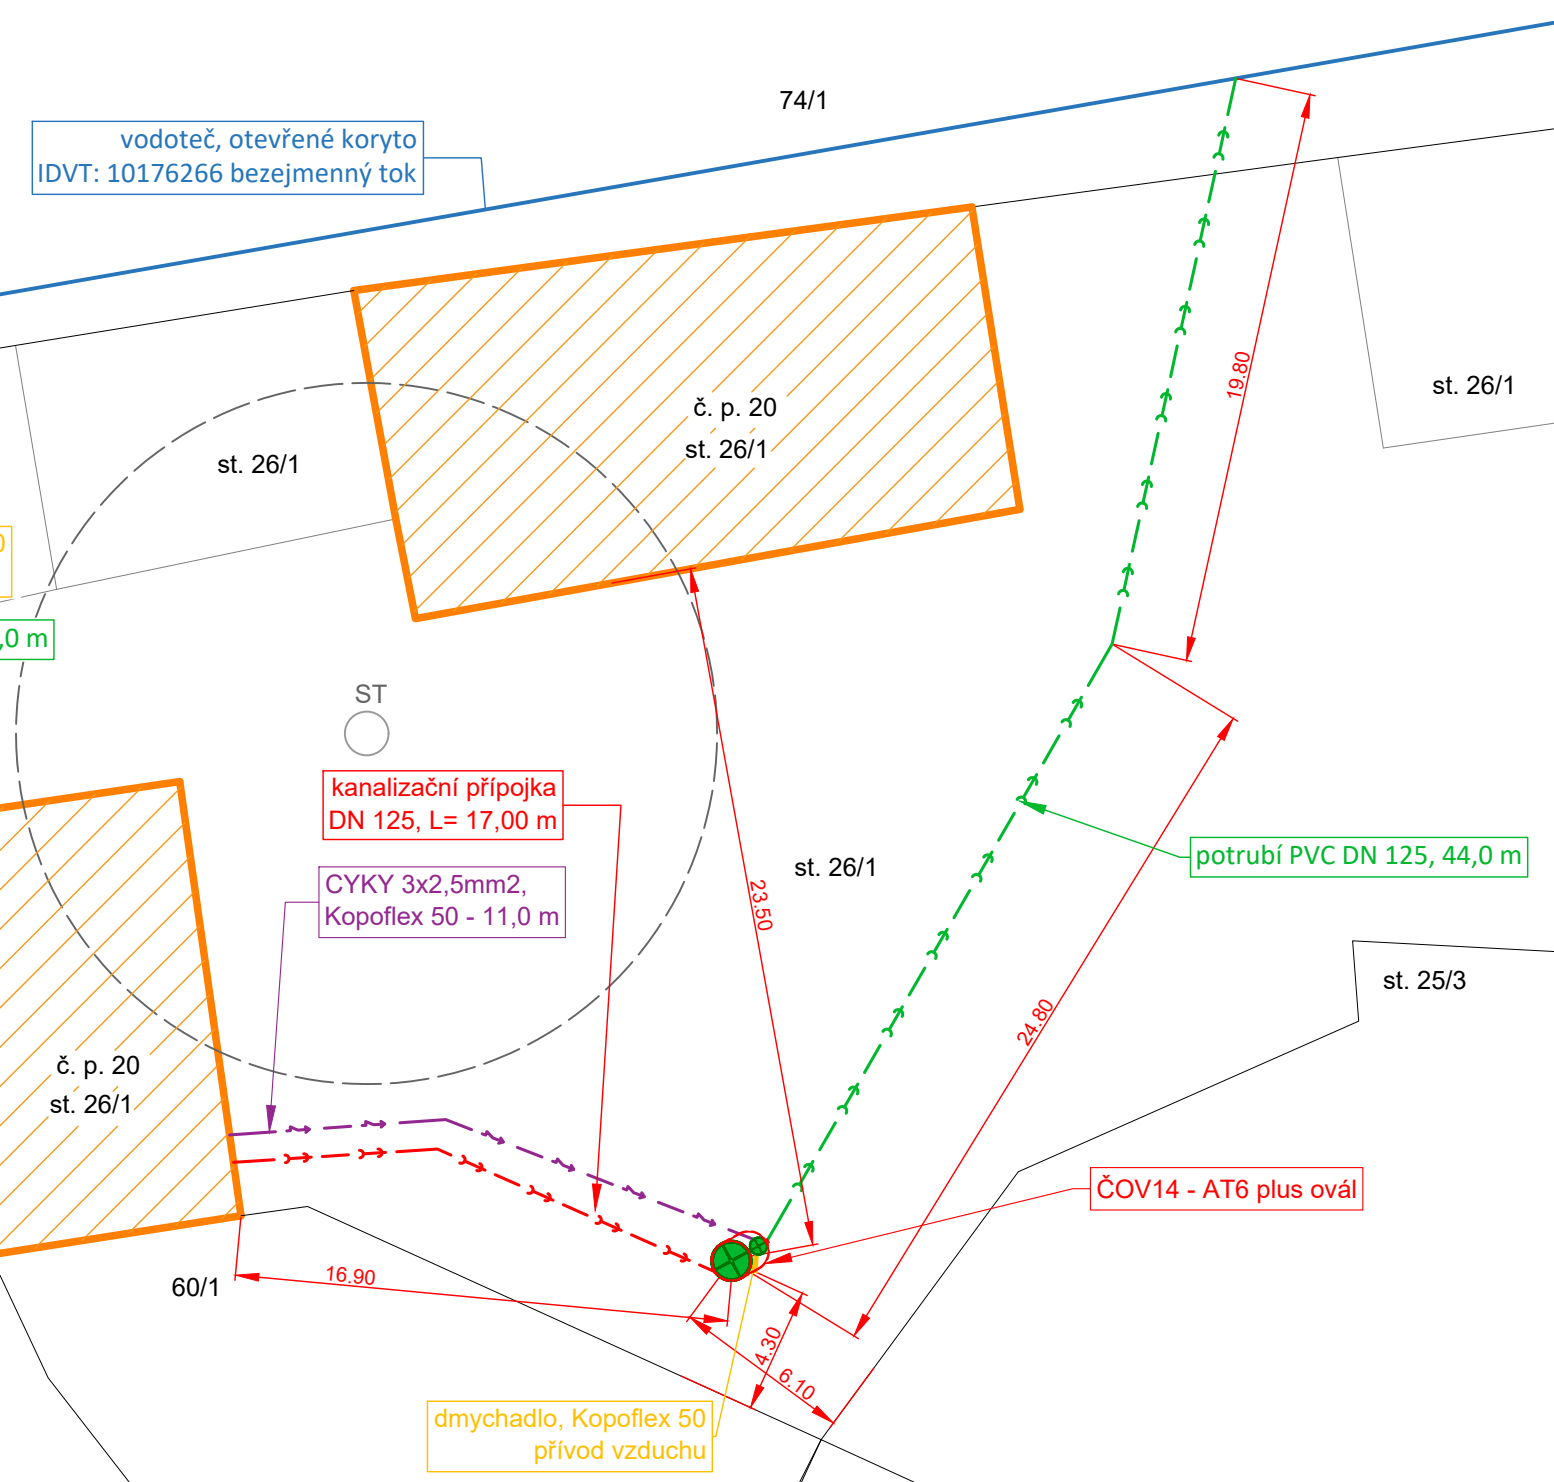 74/1
vodoteč, otevřené koryto
IDVT: 10176266 bezejmenný tok
19.80
st. 26/1
č. p. 20
st. 26/1
st. 26/1
0
,0 m
ST
kanalizační přípojka
DN 125, L= 17,00 m
potrubí PVC DN 125, 44,0 m
st. 26/1
CYKY 3x2,5mm2,
Kopoflex 50 - 11,0 m
23.50
st. 25/3
24.80
č. p. 20
st. 26/1
ČOV14 - AT6 plus ovál
60/1
16.90
4.30
6.10
dmychadlo, Kopoflex 50
přívod vzduchu